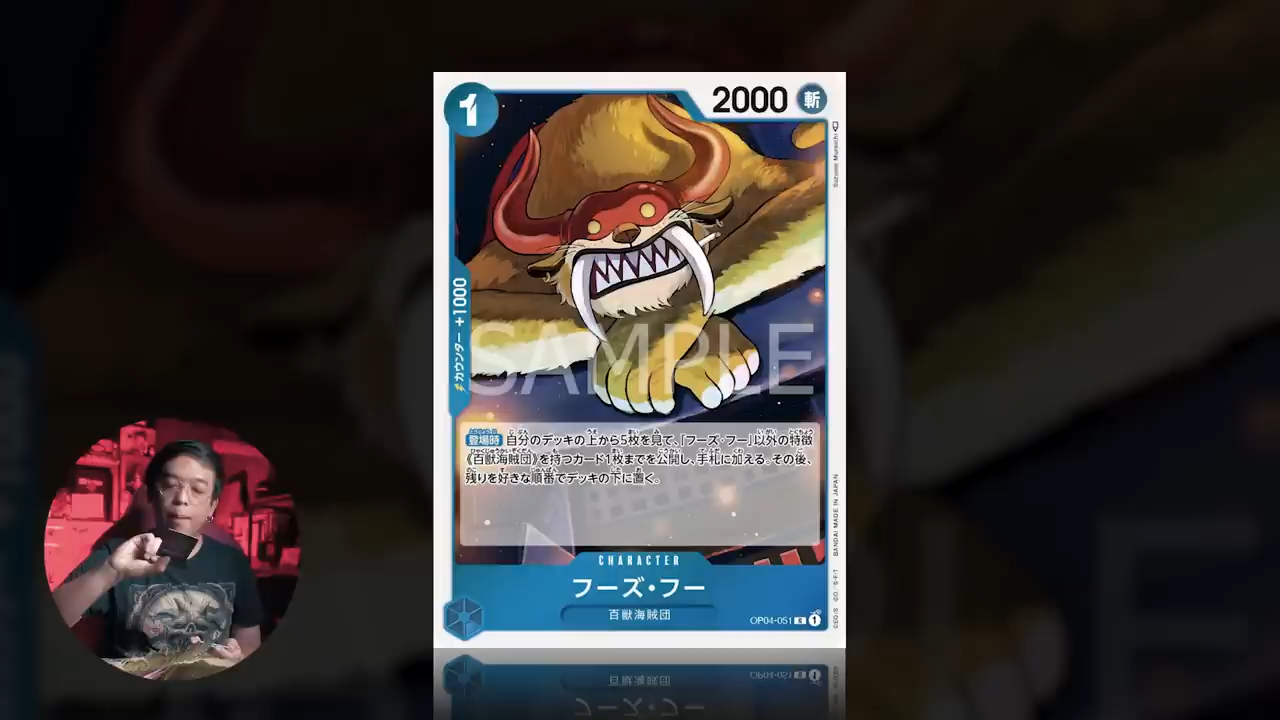 1
2000
斬
Suzume Muraichi
カウンター +1000
SAMPLE
登場時 自分のデッキの上から5枚を見て、「フーズ・フー」以外の特徴
《百獣海賊団》を持つカード1枚までを公開し、手札に加える。その後、
残りを好きな順番でデッキの下に置く。
BANDAI MADE IN JAPAN
CHARACTER
フーズ・フー
百獣海賊団
OP04-051 R 1